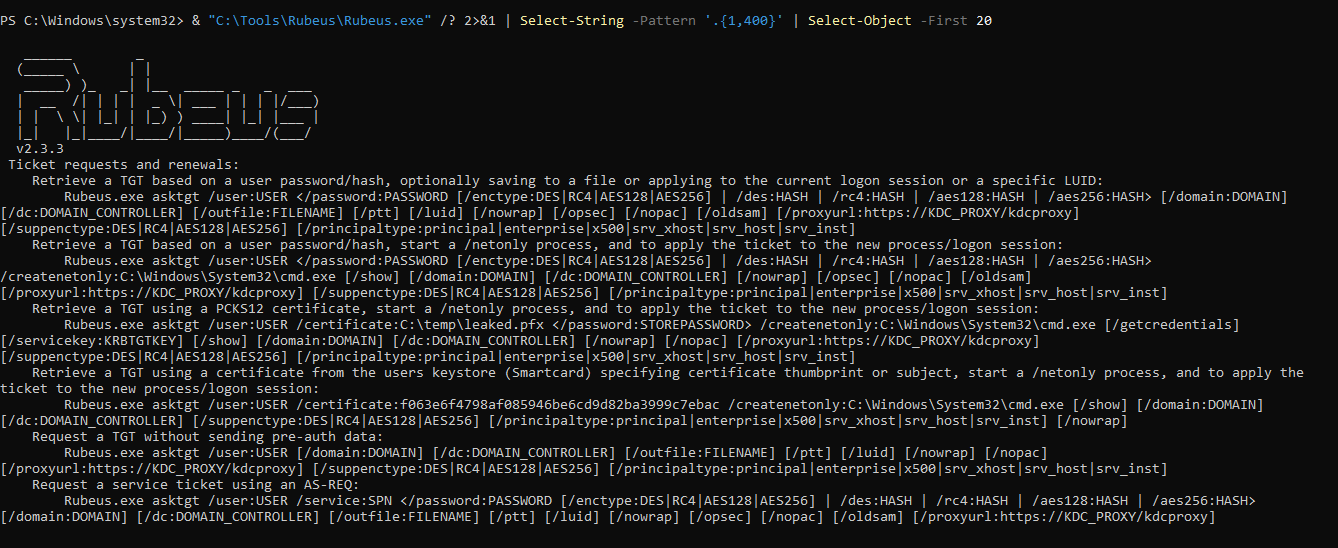 PS C:\Windows\system32> & "C:\Tools\Rubeus\Rubeus.exe" /? 2>&1 | Select-String -Pattern '.{1,400}' | Select-Object -First 20
   ______        _
  (_____ \      | |
   _____) )_   _| |__  _____ _   _  ___
  |  __  /| | | |  _ \| ___ | | | |/___)
  | |  \ \| |_| | |_) ) ____| |_| |___ |
  |_|   |_|____/|____/|_____)____/(___/
  v2.3.3
 Ticket requests and renewals:
    Retrieve a TGT based on a user password/hash, optionally saving to a file or applying to the current logon session or a specific LUID:
        Rubeus.exe asktgt /user:USER </password:PASSWORD [/enctype:DES|RC4|AES128|AES256] | /des:HASH | /rc4:HASH | /aes128:HASH | /aes256:HASH> [/domain:DOMAIN]
[/dc:DOMAIN_CONTROLLER] [/outfile:FILENAME] [/ptt] [/luid] [/nowrap] [/opsec] [/nopac] [/oldsam] [/proxyurl:https://KDC_PROXY/kdcproxy]
[/suppenctype:DES|RC4|AES128|AES256] [/principaltype:principal|enterprise|x500|srv_xhost|srv_host|srv_inst]
    Retrieve a TGT based on a user password/hash, start a /netonly process, and to apply the ticket to the new process/logon session:
        Rubeus.exe asktgt /user:USER </password:PASSWORD [/enctype:DES|RC4|AES128|AES256] | /des:HASH | /rc4:HASH | /aes128:HASH | /aes256:HASH>
/createnetonly:C:\Windows\System32\cmd.exe [/show] [/domain:DOMAIN] [/dc:DOMAIN_CONTROLLER] [/nowrap] [/opsec] [/nopac] [/oldsam]
[/proxyurl:https://KDC_PROXY/kdcproxy] [/suppenctype:DES|RC4|AES128|AES256] [/principaltype:principal|enterprise|x500|srv_xhost|srv_host|srv_inst]
    Retrieve a TGT using a PCKS12 certificate, start a /netonly process, and to apply the ticket to the new process/logon session:
        Rubeus.exe asktgt /user:USER /certificate:C:\temp\leaked.pfx </password:STOREPASSWORD> /createnetonly:C:\Windows\System32\cmd.exe [/getcredentials]
[/servicekey:KRBTGTKEY] [/show] [/domain:DOMAIN] [/dc:DOMAIN_CONTROLLER] [/nowrap] [/nopac] [/proxyurl:https://KDC_PROXY/kdcproxy]
[/suppenctype:DES|RC4|AES128|AES256] [/principaltype:principal|enterprise|x500|srv_xhost|srv_host|srv_inst]
    Retrieve a TGT using a certificate from the users keystore (Smartcard) specifying certificate thumbprint or subject, start a /netonly process, and to apply the
ticket to the new process/logon session:
        Rubeus.exe asktgt /user:USER /certificate:f063e6f4798af085946be6cd9d82ba3999c7ebac /createnetonly:C:\Windows\System32\cmd.exe [/show] [/domain:DOMAIN]
[/dc:DOMAIN_CONTROLLER] [/suppenctype:DES|RC4|AES128|AES256] [/principaltype:principal|enterprise|x500|srv_xhost|srv_host|srv_inst] [/nowrap]
    Request a TGT without sending pre-auth data:
        Rubeus.exe asktgt /user:USER [/domain:DOMAIN] [/dc:DOMAIN_CONTROLLER] [/outfile:FILENAME] [/ptt] [/luid] [/nowrap] [/nopac]
[/proxyurl:https://KDC_PROXY/kdcproxy] [/suppenctype:DES|RC4|AES128|AES256] [/principaltype:principal|enterprise|x500|srv_xhost|srv_host|srv_inst]
    Request a service ticket using an AS-REQ:
        Rubeus.exe asktgt /user:USER /service:SPN </password:PASSWORD [/enctype:DES|RC4|AES128|AES256] | /des:HASH | /rc4:HASH | /aes128:HASH | /aes256:HASH>
[/domain:DOMAIN] [/dc:DOMAIN_CONTROLLER] [/outfile:FILENAME] [/ptt] [/luid] [/nowrap] [/opsec] [/nopac] [/oldsam] [/proxyurl:https://KDC_PROXY/kdcproxy]